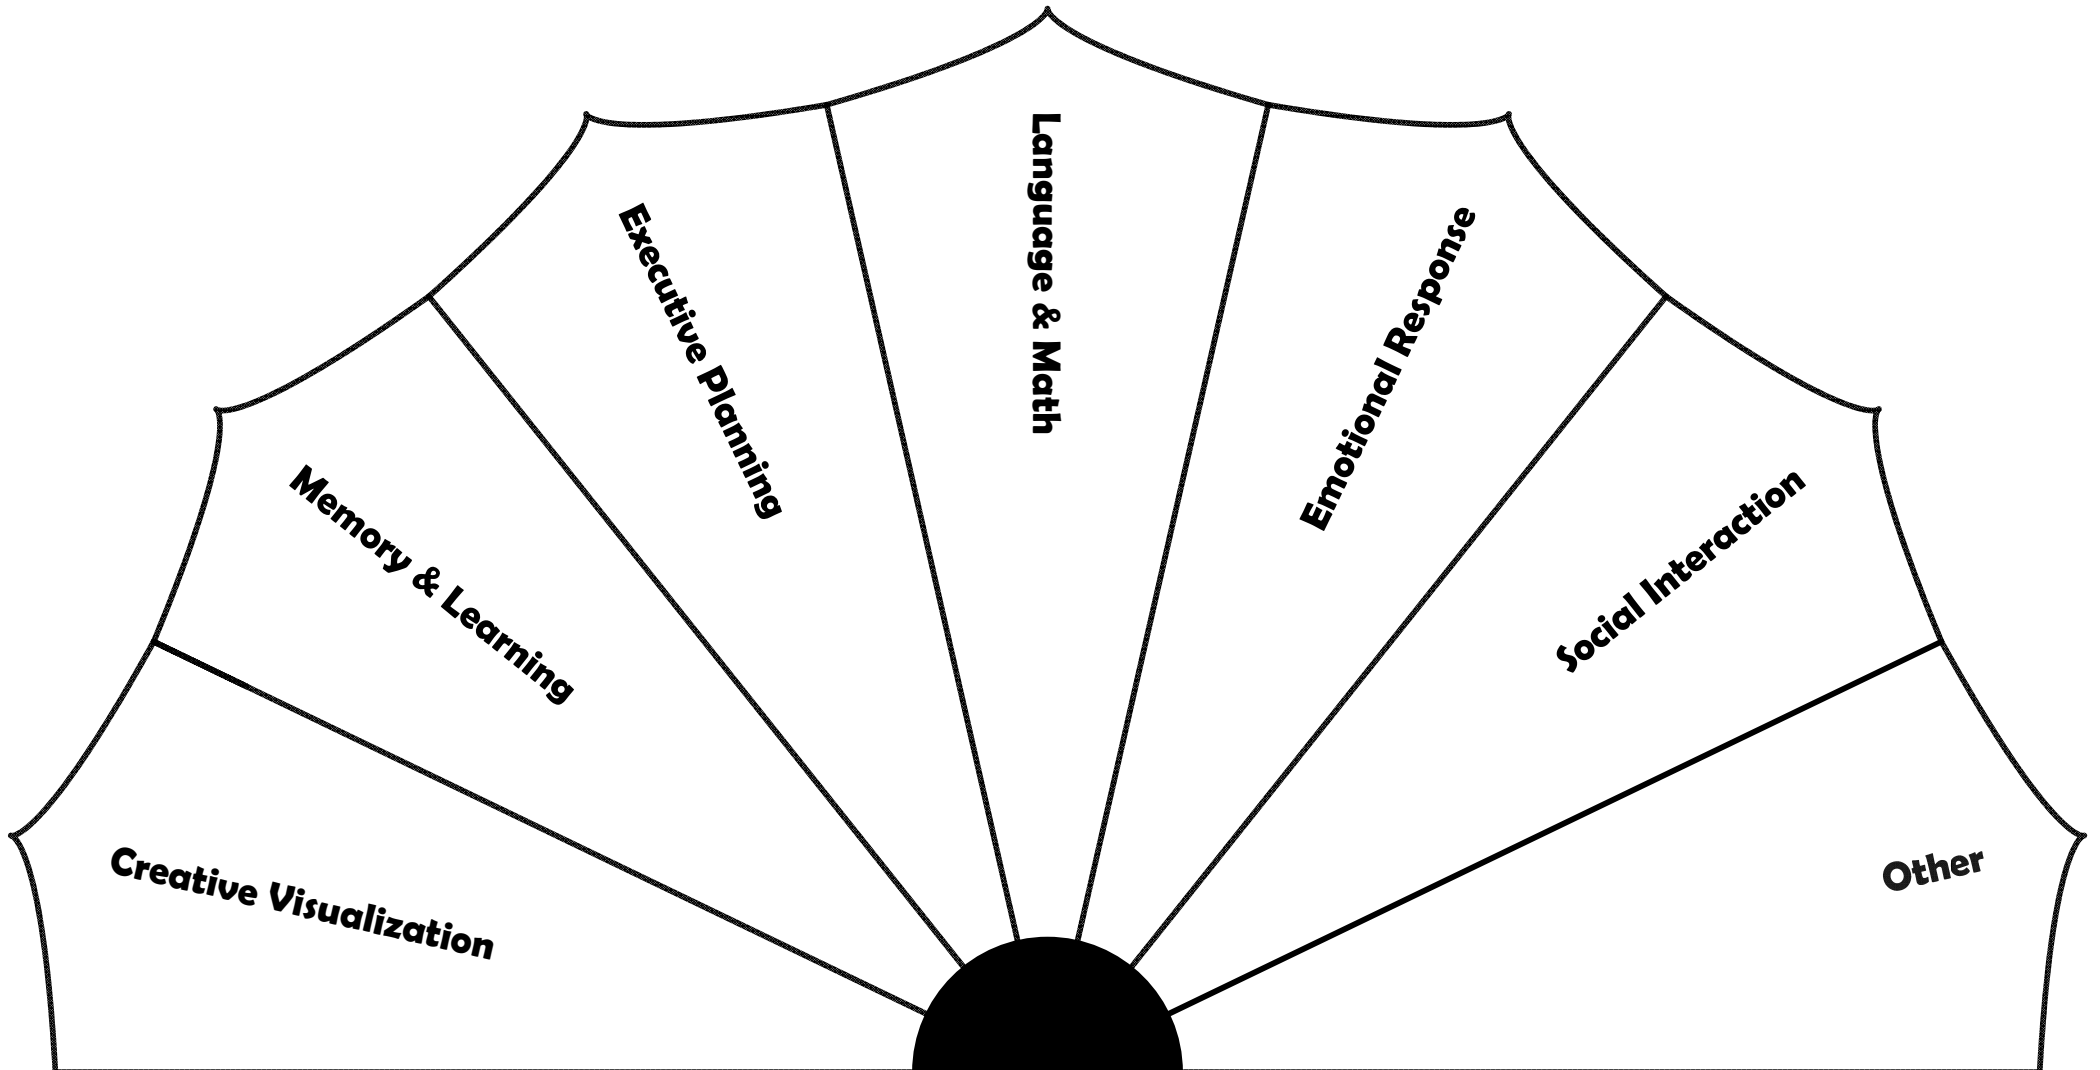 Creative Visualization
Memory & Learning
Executive Planning
Language & Math
Emotional Response
Social Interaction
Other